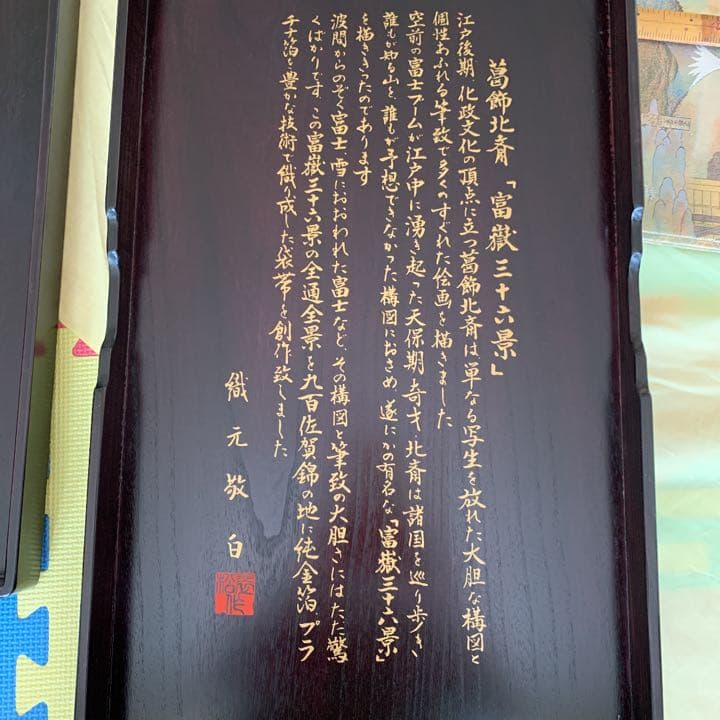 葛飾北斎「富嶽三十六景」
江戸後期 化政文化の頂点に立つ葛飾北斎は、単なる写生を放れた大胆な構図と
個性あふれる筆致で多くのすぐれた絵画を描きました
空前の富士ブームが江戸中に湧き起った天保期、奇才 北斎は諸国を巡り歩き
誰もが知る山を、誰もが予想できなかった構図におさめ、遂にかの有名な「富嶽三十六景」
を描ききったのであります
波間からのぞく富士、雪におおわれた富士など、その構図と筆致の大胆さにはただ驚
くばかりです この富嶽三十六景の全通全景を九百佐賀錦の地に純金箔 プラ
チナ箔を豊かな技術で織り成した袋帯を創作致しました
織元敬白